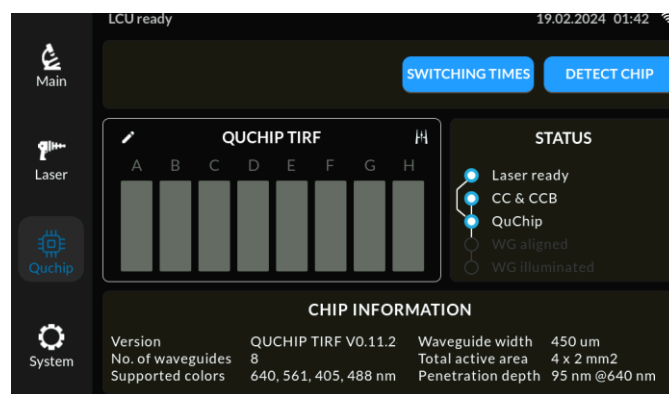 LCU ready
19.02.2024 01:42
Main
SWITCHING TIMES
DETECT CHIP
QUCHIP TIRF
A B C D E F G H
STATUS
Laser ready
CC & CCB
QuChip
WG aligned
WG illuminated
Laser
Quchip
CHIP INFORMATION
Version QUCHIP TIRF V0.11.2 Waveguide width 450 um
No. of waveguides 8 Total active area 4 x 2 mm2
Supported colors 640, 561, 405, 488 nm Penetration depth 95 nm @640 nm
System